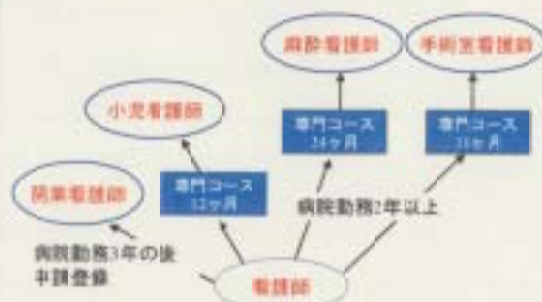 麻酔看護師
手術室看護師
小児看護師
専門コース
24ヶ月
専門コース
開業看護師
専門コース
12ヶ月
病院勤務2年以上
病院勤務3年の後
申請登録
看護師